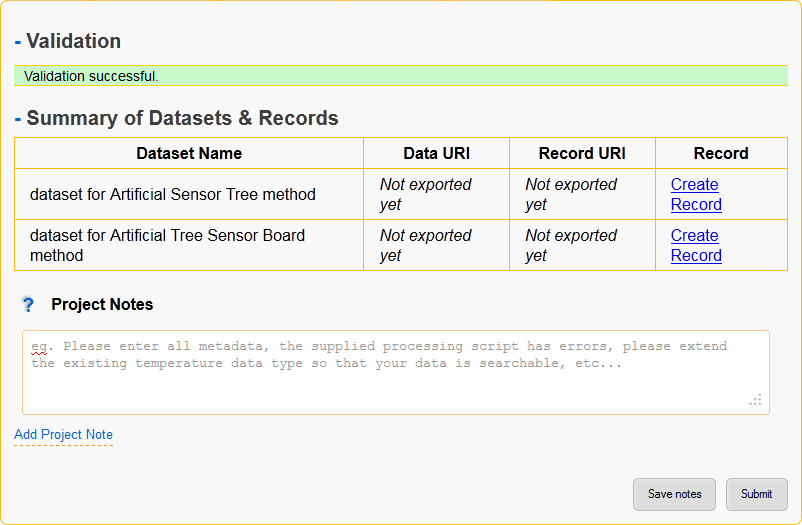 - Validation
Validation successful.
- Summary of Datasets & Records
Dataset Name Data URI Record URI Record
dataset for Artificial Sensor Tree method Not exported yet Not exported yet Create Record
dataset for Artificial Tree Sensor Board method Not exported yet Not exported yet Create Record
? Project Notes
eg. Please enter all metadata, the supplied processing script has errors, please extend
the existing temperature data type so that your data is searchable, etc...
Add Project Note
Save notes Submit